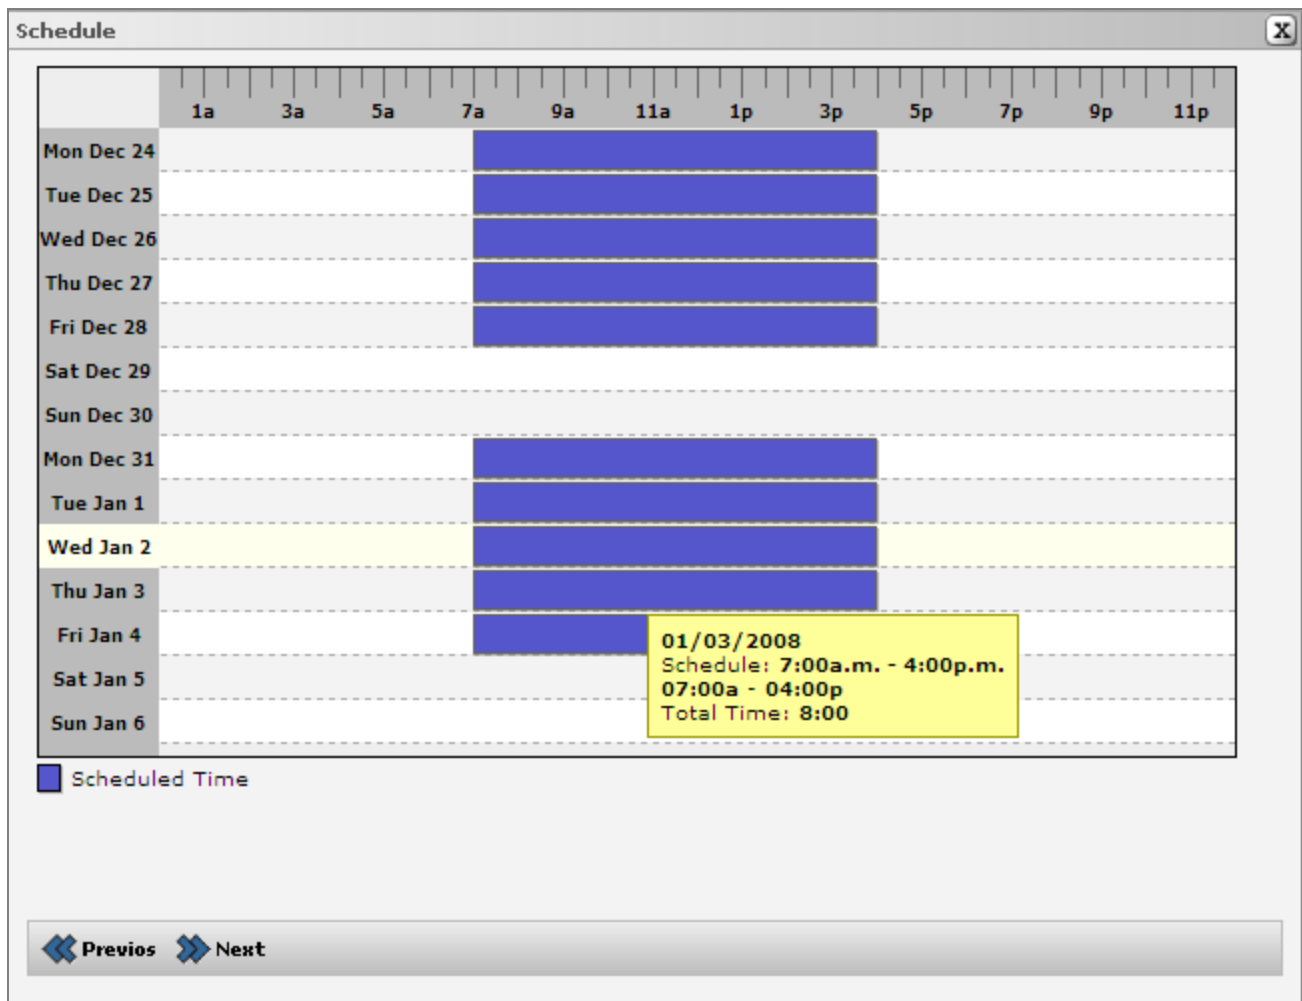 Schedule X
1a 3a 5a 7a 9a 11a 1p 3p 5p 7p 9p 11p
Mon Dec 24
Tue Dec 25
Wed Dec 26
Thu Dec 27
Fri Dec 28
Sat Dec 29
Sun Dec 30
Mon Dec 31
Tue Jan 1
Wed Jan 2
Thu Jan 3
Fri Jan 4
Sat Jan 5
Sun Jan 6
01/03/2008
Schedule: 7:00a.m. - 4:00p.m.
07:00a - 04:00p
Total Time: 8:00
Scheduled Time
Previos Next